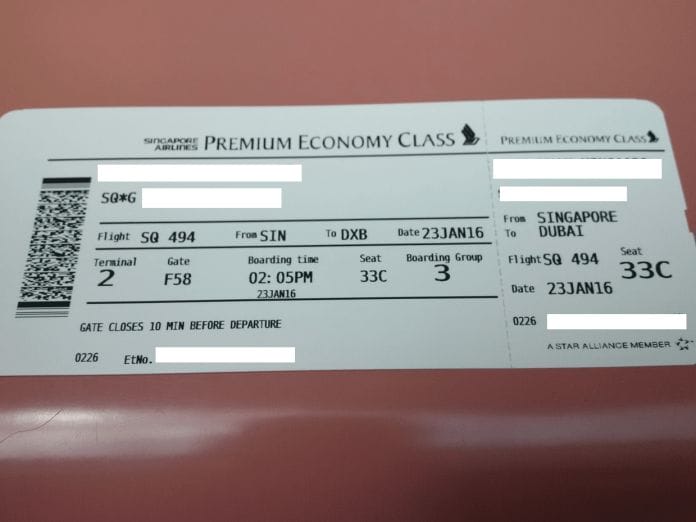 SINGAPORE AIRLINES PREMIUM ECONOMY CLASS
SQ*G
Flight SQ 494 From SIN To DXB Date 23JAN16
Terminal Gate Boarding time Seat Boarding Group
2 F58 02:05PM 33C 3
23JAN16
GATE CLOSES 10 MIN BEFORE DEPARTURE
0226 EtNo.
PREMIUM ECONOMY CLASS
From SINGAPORE
To DUBAI
Flight SQ 494 Seat 33C
Date 23JAN16
0226
A STAR ALLIANCE MEMBER